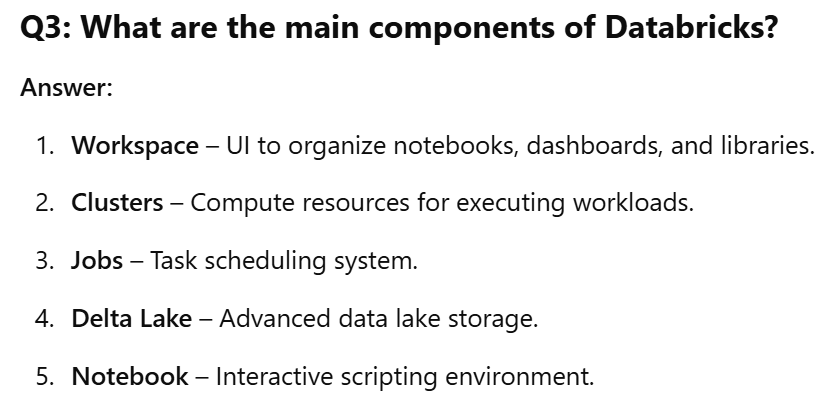 Q3: What are the main components of Databricks?
Answer:
1. Workspace – UI to organize notebooks, dashboards, and libraries.
2. Clusters – Compute resources for executing workloads.
3. Jobs – Task scheduling system.
4. Delta Lake – Advanced data lake storage.
5. Notebook – Interactive scripting environment.